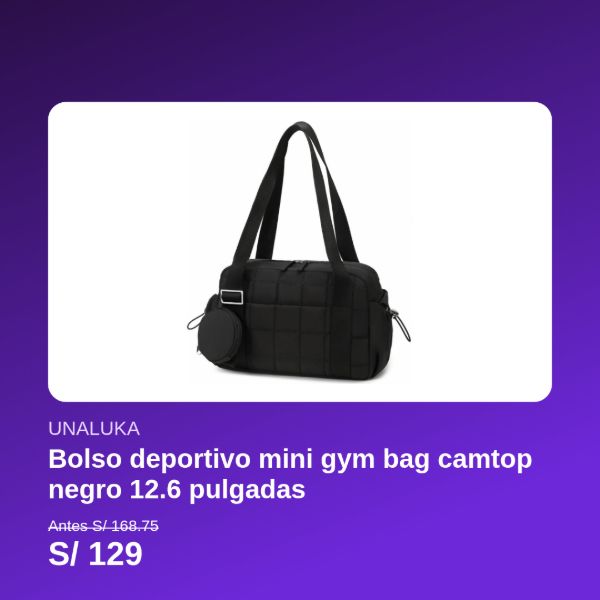 UNALUKA
Bolso deportivo mini gym bag camtop
negro 12.6 pulgadas
Antes S/ 168.75
S/ 129